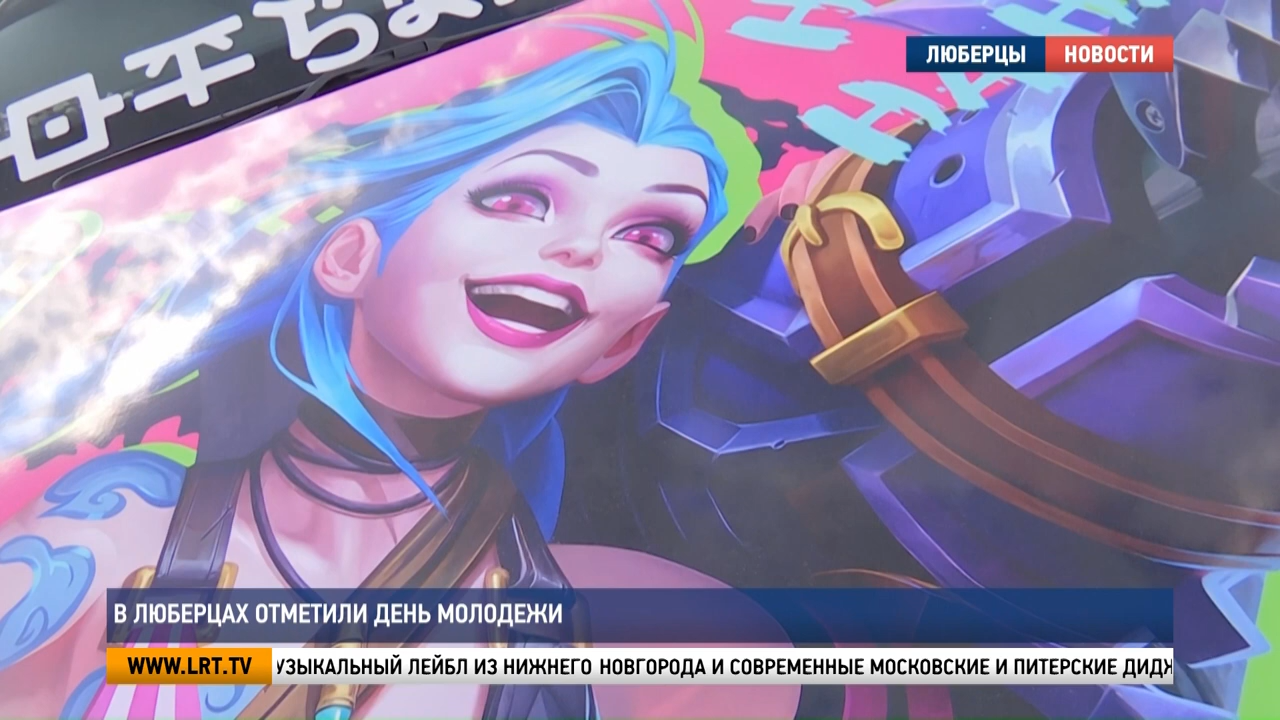 ЛЮБЕРЦЫ НОВОСТИ
В ЛЮБЕРЦАХ ОТМЕТИЛИ ДЕНЬ МОЛОДЕЖИ
WWW.LRT.TV УЗЫКАЛЬНЫЙ ЛЕЙБЛ ИЗ НИЖНЕГО НОВГОРОДА И СОВРЕМЕННЫЕ МОСКОВСКИЕ И ПИТЕРСКИЕ ДИДЖ